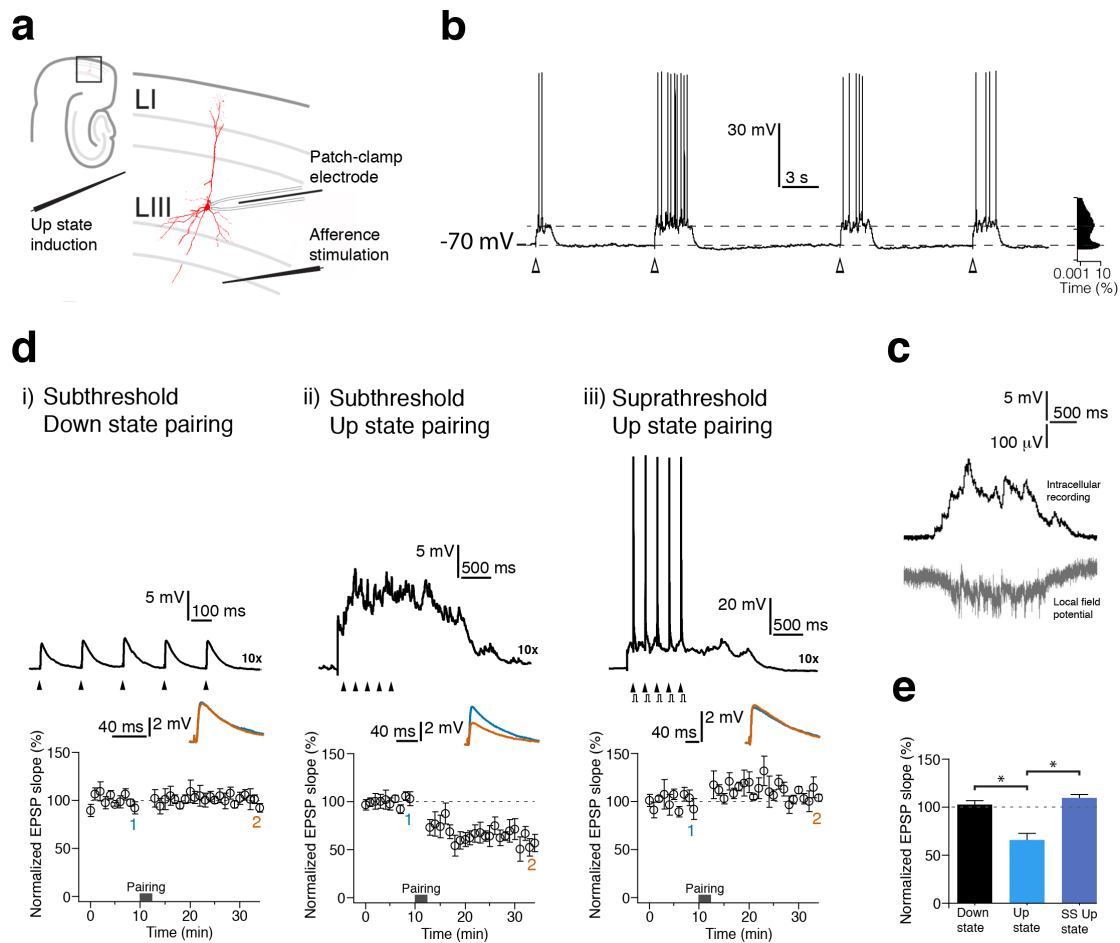 a
LI
LIII
Patch-clamp
electrode
Up state
induction
Afference
stimulation
b
30 mV
3 s
-70 mV
0.001 10
Time (%)
c
5 mV
500 ms
100 µV
Intracellular
recording
Local field
potential
d
i) Subthreshold
Down state pairing
5 mV
100 ms
10x
40 ms
2 mV
Normalized EPSP slope (%)
150
100
50
0
1
2
Pairing
0 10 20 30
Time (min)
ii) Subthreshold
Up state pairing
5 mV
500 ms
10x
40 ms
2 mV
Normalized EPSP slope (%)
150
100
50
0
1
2
Pairing
0 10 20 30
Time (min)
iii) Suprathreshold
Up state pairing
20 mV
500 ms
10x
40 ms
2 mV
Normalized EPSP slope (%)
150
100
50
0
1
2
Pairing
0 10 20 30
Time (min)
e
Normalized EPSP slope (%)
150
100
50
0
* *
Down
state
Up
state
SS Up
state